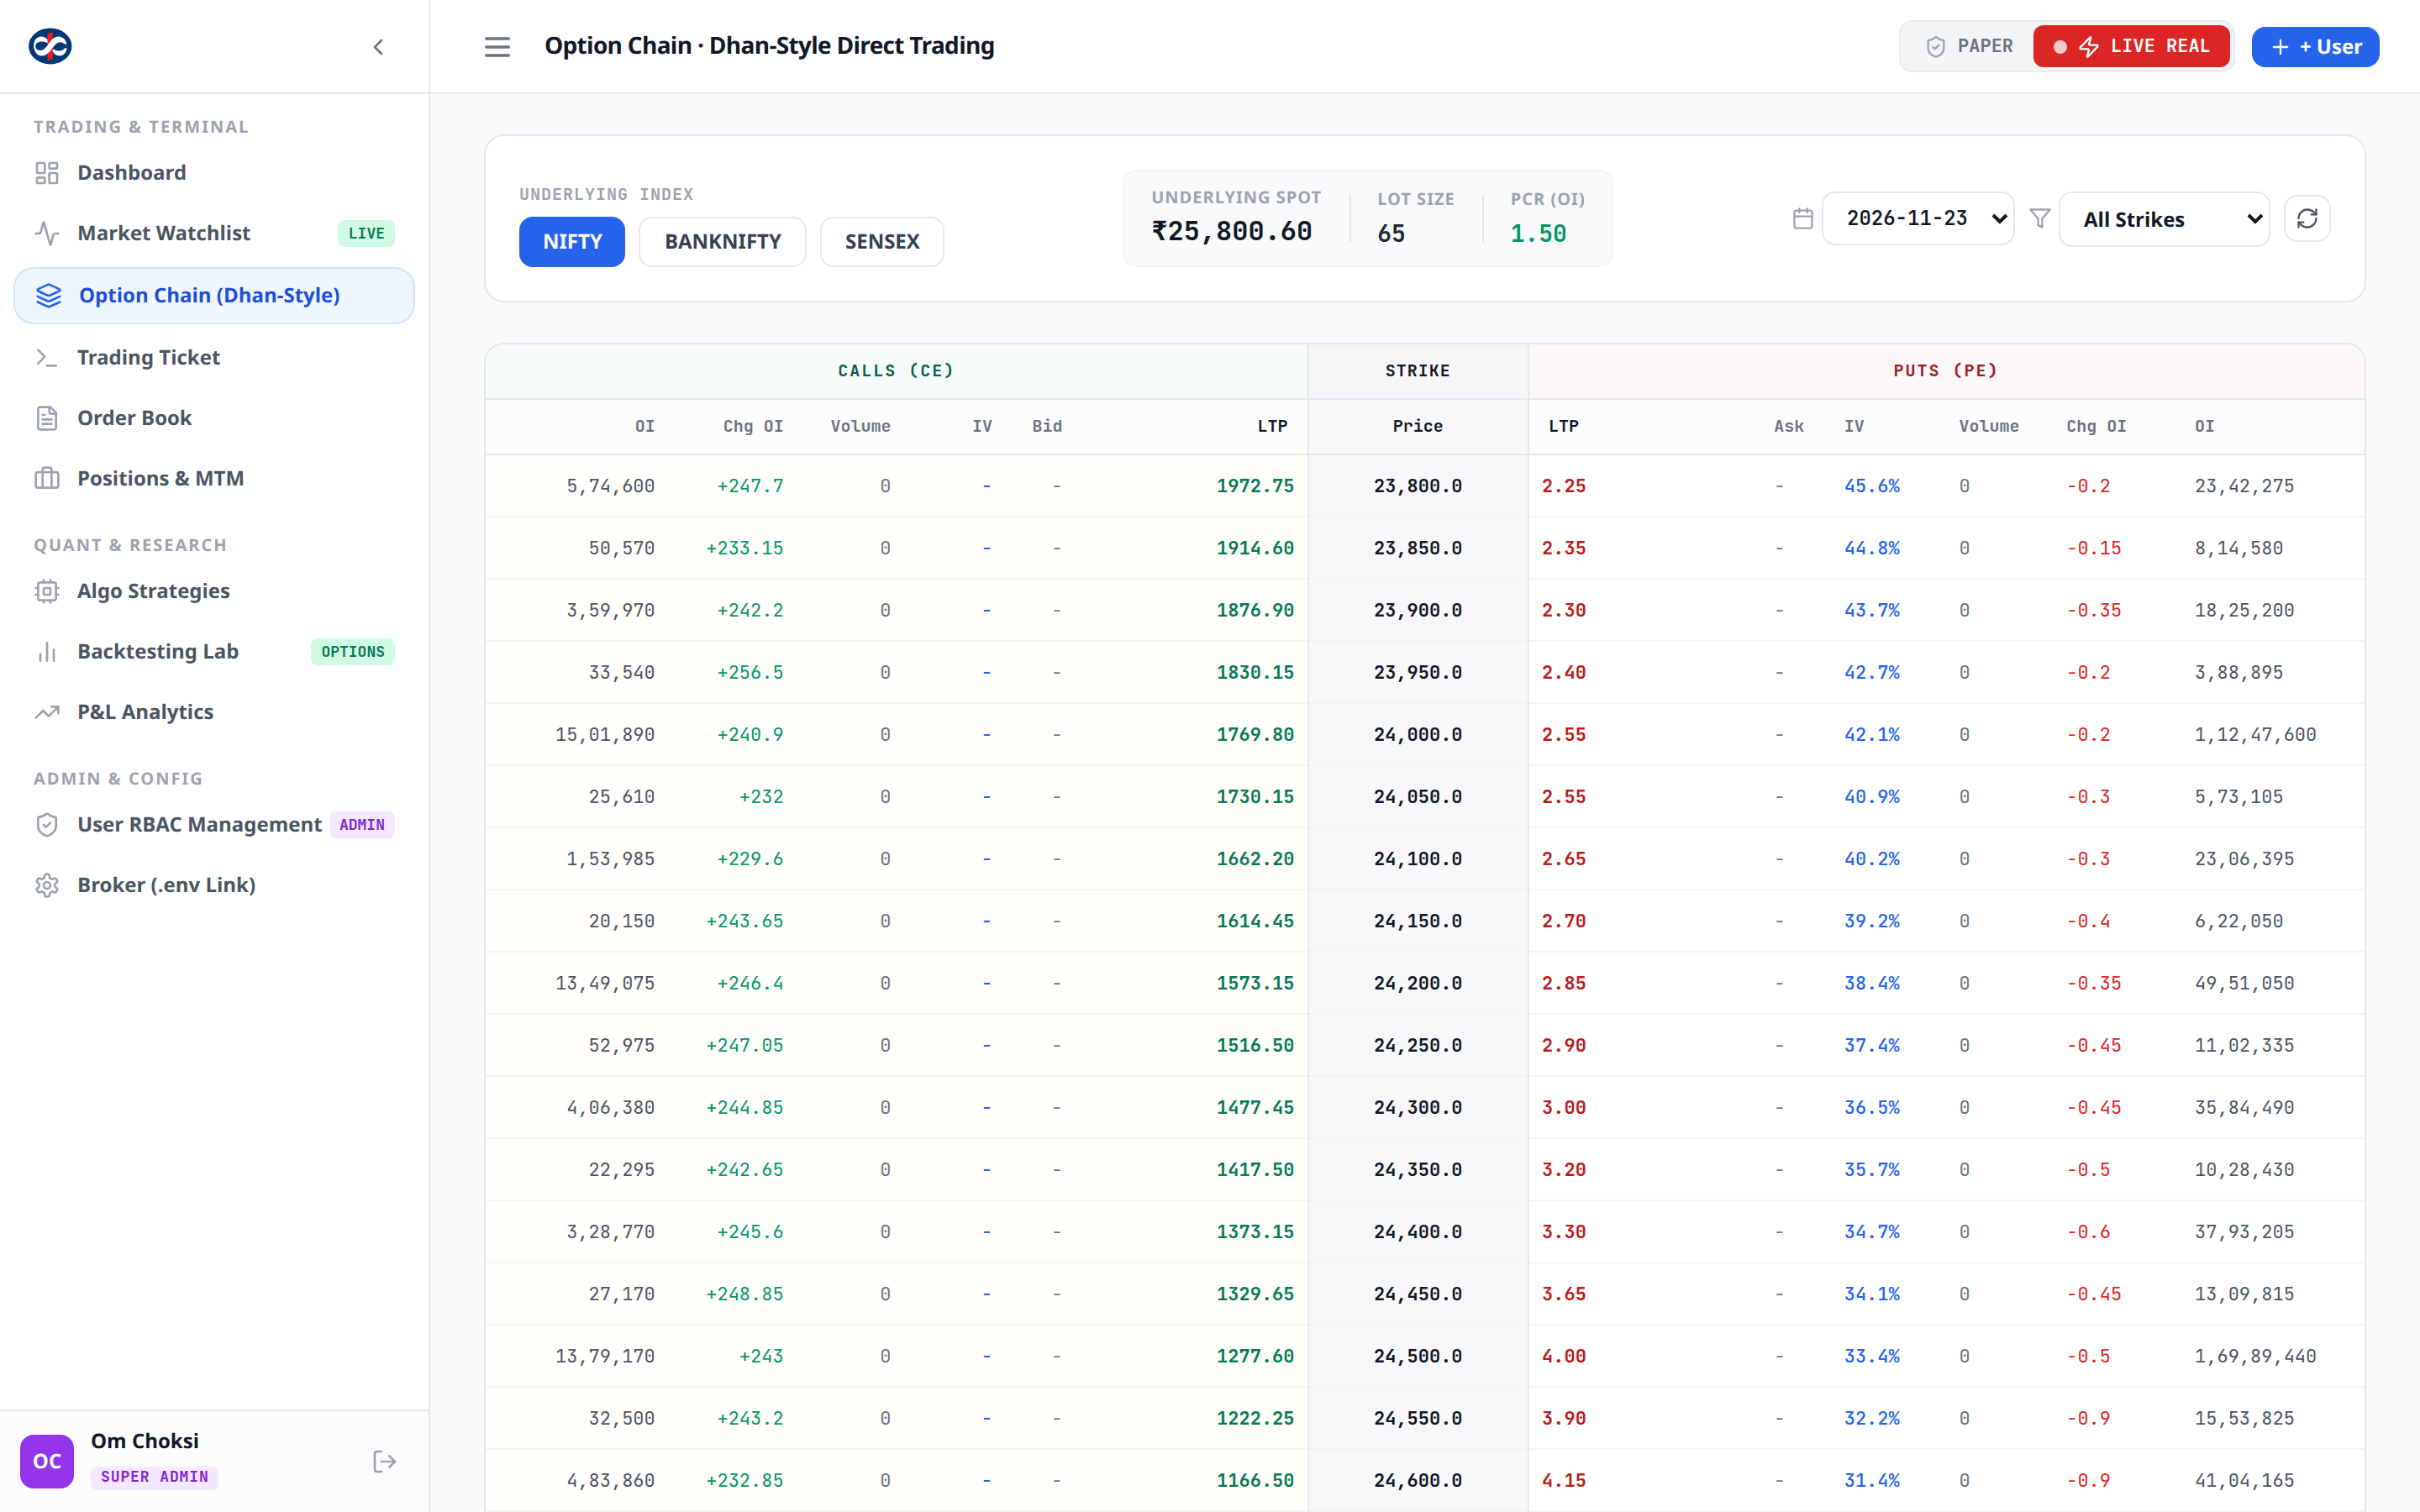 Option Chain · Dhan-Style Direct Trading
PAPER
LIVE REAL
+ User
TRADING & TERMINAL
Dashboard
Market Watchlist LIVE
Option Chain (Dhan-Style)
Trading Ticket
Order Book
Positions & MTM
QUANT & RESEARCH
Algo Strategies
Backtesting Lab OPTIONS
P&L Analytics
ADMIN & CONFIG
User RBAC Management ADMIN
Broker (.env Link)
OC
Om Choksi
SUPER ADMIN
UNDERLYING INDEX
NIFTY BANKNIFTY SENSEX
UNDERLYING SPOT LOT SIZE PCR (OI)
₹25,800.60 65 1.50
2026-11-23 All Strikes
CALLS (CE) STRIKE PUTS (PE)
OI Chg OI Volume IV Bid LTP Price LTP Ask IV Volume Chg OI OI
5,74,600 +247.7 0 - - 1972.75 23,800.0 2.25 - 45.6% 0 -0.2 23,42,275
50,570 +233.15 0 - - 1914.60 23,850.0 2.35 - 44.8% 0 -0.15 8,14,580
3,59,970 +242.2 0 - - 1876.90 23,900.0 2.30 - 43.7% 0 -0.35 18,25,200
33,540 +256.5 0 - - 1830.15 23,950.0 2.40 - 42.7% 0 -0.2 3,88,895
15,01,890 +240.9 0 - - 1769.80 24,000.0 2.55 - 42.1% 0 -0.2 1,12,47,600
25,610 +232 0 - - 1730.15 24,050.0 2.55 - 40.9% 0 -0.3 5,73,105
1,53,985 +229.6 0 - - 1662.20 24,100.0 2.65 - 40.2% 0 -0.3 23,06,395
20,150 +243.65 0 - - 1614.45 24,150.0 2.70 - 39.2% 0 -0.4 6,22,050
13,49,075 +246.4 0 - - 1573.15 24,200.0 2.85 - 38.4% 0 -0.35 49,51,050
52,975 +247.05 0 - - 1516.50 24,250.0 2.90 - 37.4% 0 -0.45 11,02,335
4,06,380 +244.85 0 - - 1477.45 24,300.0 3.00 - 36.5% 0 -0.45 35,84,490
22,295 +242.65 0 - - 1417.50 24,350.0 3.20 - 35.7% 0 -0.5 10,28,430
3,28,770 +245.6 0 - - 1373.15 24,400.0 3.30 - 34.7% 0 -0.6 37,93,205
27,170 +248.85 0 - - 1329.65 24,450.0 3.65 - 34.1% 0 -0.45 13,09,815
13,79,170 +243 0 - - 1277.60 24,500.0 4.00 - 33.4% 0 -0.5 1,69,89,440
32,500 +243.2 0 - - 1222.25 24,550.0 3.90 - 32.2% 0 -0.9 15,53,825
4,83,860 +232.85 0 - - 1166.50 24,600.0 4.15 - 31.4% 0 -0.9 41,04,165